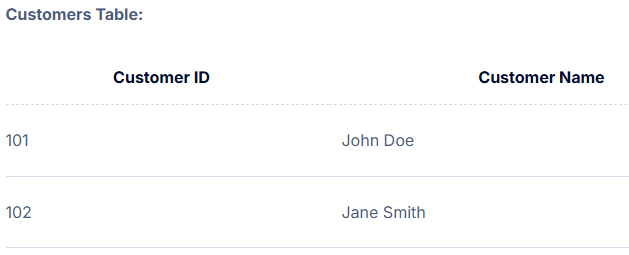 Customers Table:
Customer ID Customer Name
101 John Doe
102 Jane Smith